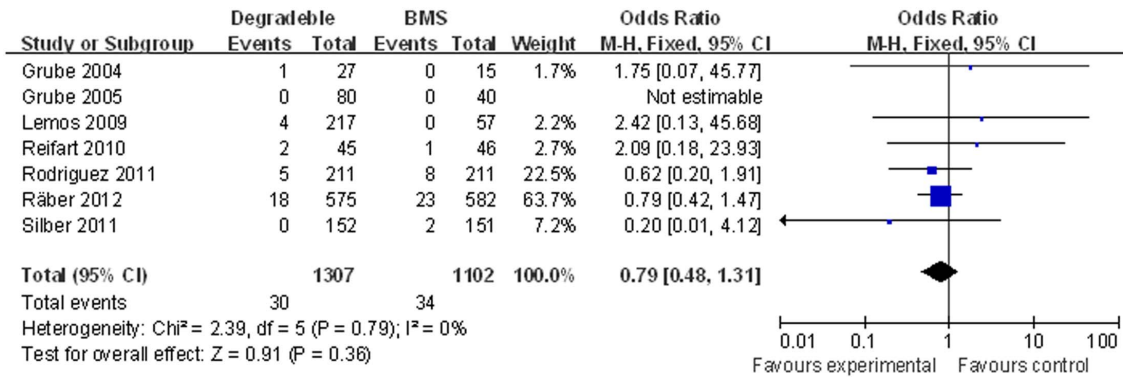 Degradeble BMS Odds Ratio Odds Ratio
Study or Subgroup Events Total Events Total Weight M-H, Fixed, 95% CI M-H, Fixed, 95% CI
Grube 2004 1 27 0 15 1.7% 1.75 [0.07, 45.77]
Grube 2005 0 80 0 40 Not estimable
Lemos 2009 4 217 0 57 2.2% 2.42 [0.13, 45.68]
Reifart 2010 2 45 1 46 2.7% 2.09 [0.18, 23.93]
Rodriguez 2011 5 211 8 211 22.5% 0.62 [0.20, 1.91]
Räber 2012 18 575 23 582 63.7% 0.79 [0.42, 1.47]
Silber 2011 0 152 2 151 7.2% 0.20 [0.01, 4.12]
Total (95% CI) 1307 1102 100.0% 0.79 [0.48, 1.31]
Total events 30 34
Heterogeneity: Chi² = 2.39, df = 5 (P = 0.79); I² = 0%
Test for overall effect: Z = 0.91 (P = 0.36)
0.01 0.1 1 10 100
Favours experimental Favours control